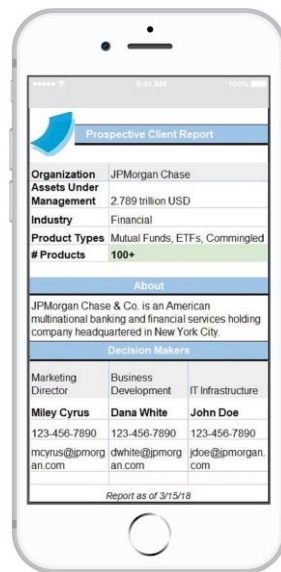 9:41 AM 100%
Prospective Client Report
Organization JPMorgan Chase
Assets Under
Management 2.789 trillion USD
Industry Financial
Product Types Mutual Funds, ETFs, Commingled
# Products 100+
About
JPMorgan Chase & Co. is an American
multinational banking and financial services holding
company headquartered in New York City.
Decision Makers
Marketing Business
Director Development IT Infrastructure
Miley Cyrus Dana White John Doe
123-456-7890 123-456-7890 123-456-7890
mcyrus@jpmorg dwhite@jpmorg jdoe@jpmorgan.
an.com an.com com
Report as of 3/15/18